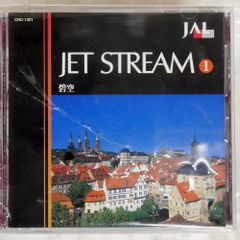 CRC-1361
JAL
JET STREAM 1
碧空